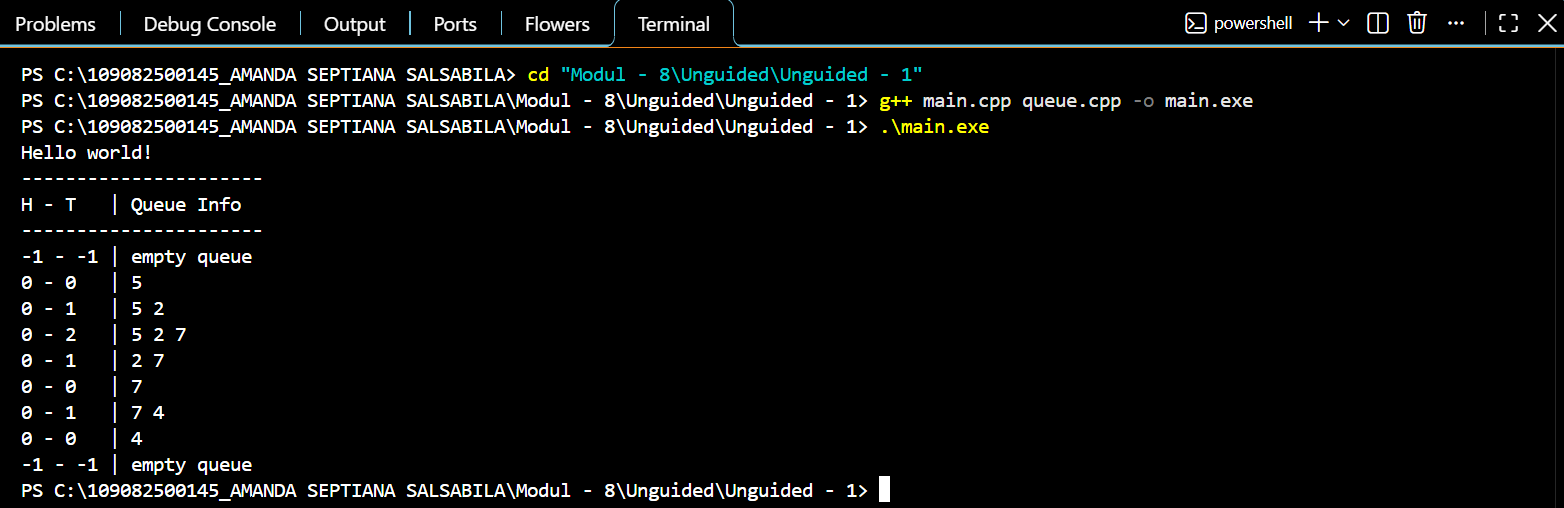 Problems Debug Console Output Ports Flowers Terminal powershell
PS C:\109082500145_AMANDA SEPTIANA SALSABILA> cd "Modul - 8\Unguided\Unguided - 1"
PS C:\109082500145_AMANDA SEPTIANA SALSABILA\Modul - 8\Unguided\Unguided - 1> g++ main.cpp queue.cpp -o main.exe
PS C:\109082500145_AMANDA SEPTIANA SALSABILA\Modul - 8\Unguided\Unguided - 1> .\main.exe
Hello world!
----------------------
H - T   | Queue Info
----------------------
-1 - -1 | empty queue
0 - 0   | 5
0 - 1   | 5 2
0 - 2   | 5 2 7
0 - 1   | 2 7
0 - 0   | 7
0 - 1   | 7 4
0 - 0   | 4
-1 - -1 | empty queue
PS C:\109082500145_AMANDA SEPTIANA SALSABILA\Modul - 8\Unguided\Unguided - 1>